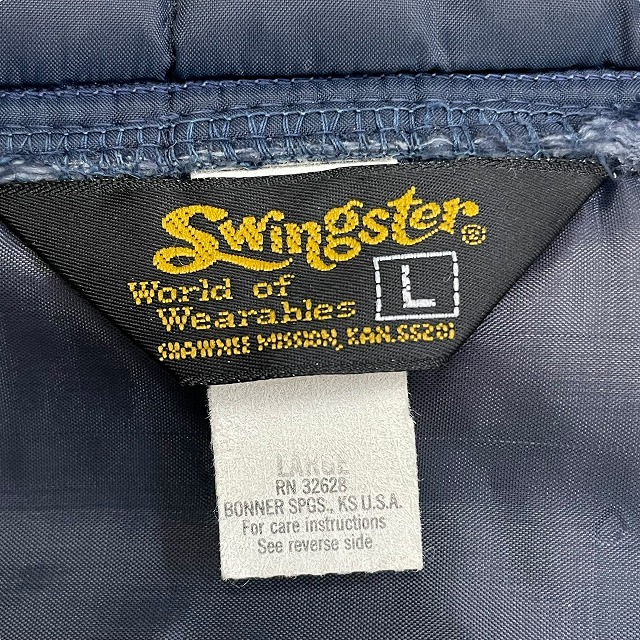 Swingster®
World of
Wearables
L
SHAWNEE MISSION, KAN. 66201
LARGE
RN 32628
BONNER SPGS., KS U.S.A.
For care instructions
See reverse side